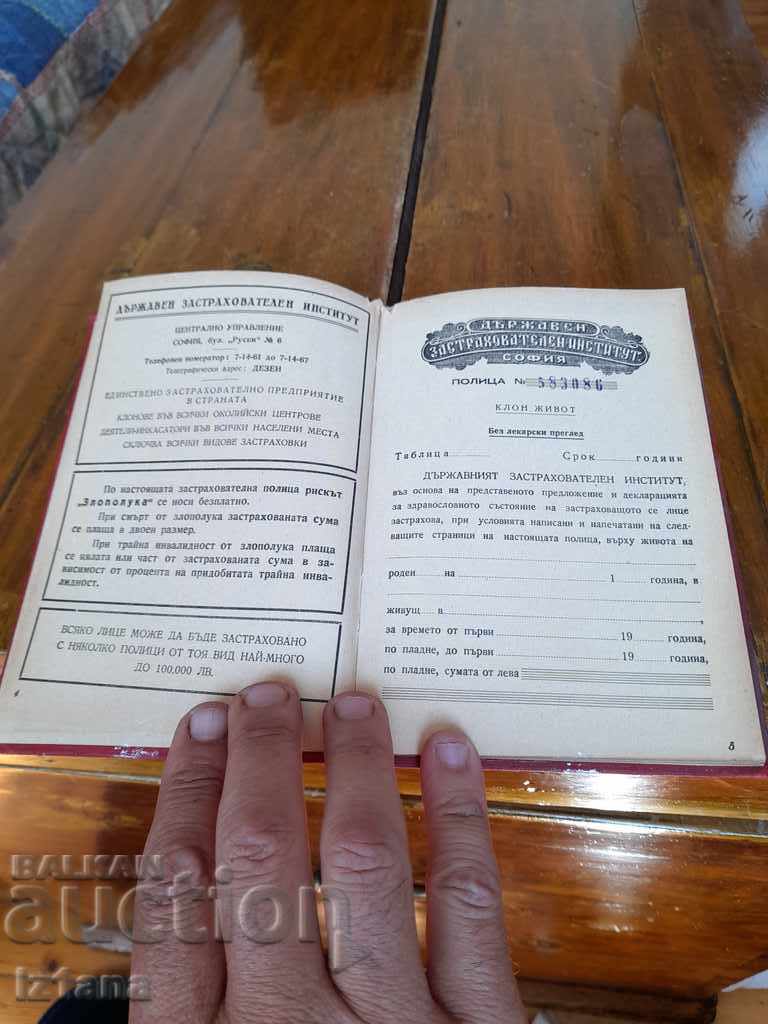 ДЪРЖАВЕН ЗАСТРАХОВАТЕЛЕН ИНСТИТУТ
ЦЕНТРАЛНО УПРАВЛЕНИЕ
СОФИЯ, бул. „Руски" № 6
Телефонен номератор: 7-14-61 до 7-14-67
Телеграфически адрес: ДЕЗЕН
ЕДИНСТВЕНО ЗАСТРАХОВАТЕЛНО ПРЕДПРИЯТИЕ
В СТРАНАТА
КЛОНОВЕ ВЪВ ВСИЧКИ ОКОЛИЙСКИ ЦЕНТРОВЕ
ДЕЯТЕЛИ-ИНКАСАТОРИ ВЪВ ВСИЧКИ НАСЕЛЕНИ МЕСТА
СКЛЮЧВА ВСИЧКИ ВИДОВЕ ЗАСТРАХОВКИ
По настоящата застрахователна полица рискът
„Злополука" се носи безплатно.
При смърт от злополука застрахованата сума
се плаща в двоен размер.
При трайна инвалидност от злополука плаща
се цялата или част от застрахованата сума в за-
висимост от процента на придобитата трайна инва-
лидност.
ВСЯКО ЛИЦЕ МОЖЕ ДА БЪДЕ ЗАСТРАХОВАНО
С НЯКОЛКО ПОЛИЦИ ОТ ТОЯ ВИД НАЙ-МНОГО
ДО 100,000 ЛВ.
4
ДЪРЖАВЕН
ЗАСТРАХОВАТЕЛЕН ИНСТИТУТ
СОФИЯ
ПОЛИЦА № 583086
КЛОН ЖИВОТ
Без лекарски преглед
Таблица Срок години
ДЪРЖАВНИЯТ ЗАСТРАХОВАТЕЛЕН ИНСТИТУТ,
въз основа на представеното предложение и декларацията
за здравословното състояние на застраховащото се лице
застрахова, при условията написани и напечатани на след-
ващите страници на настоящата полица, върху живота на
роден на 1 година, в
живущ в ,
за времето от първи 19 година,
по пладне, до първи 19 година,
по пладне, сумата от лева
5
BALKAN
auction
iz1ana